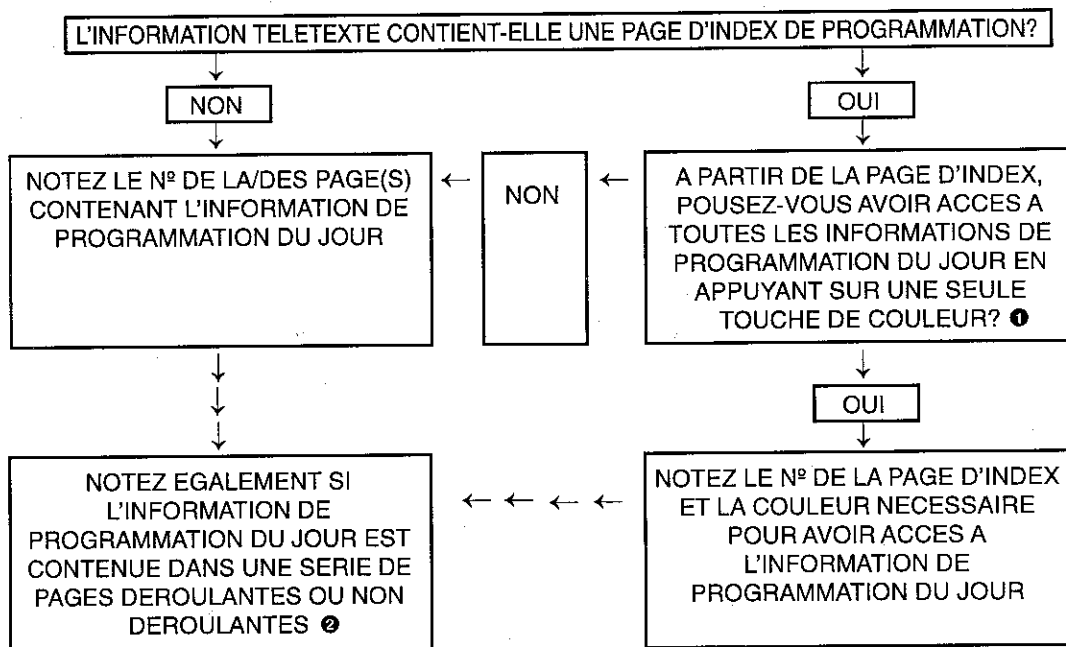 L'INFORMATION TELETEXTE CONTIENT-ELLE UNE PAGE D'INDEX DE PROGRAMMATION?
NON
OUI
NOTEZ LE Nº DE LA/DES PAGE(S)
CONTENANT L'INFORMATION DE
PROGRAMMATION DU JOUR
NON
A PARTIR DE LA PAGE D'INDEX,
POUSEZ-VOUS AVOIR ACCES A
TOUTES LES INFORMATIONS DE
PROGRAMMATION DU JOUR EN
APPUYANT SUR UNE SEULE
TOUCHE DE COULEUR? ❶
OUI
NOTEZ EGALEMENT SI
L'INFORMATION DE
PROGRAMMATION DU JOUR EST
CONTENUE DANS UNE SERIE DE
PAGES DEROULANTES OU NON
DEROULANTES ❷
NOTEZ LE Nº DE LA PAGE D'INDEX
ET LA COULEUR NECESSAIRE
POUR AVOIR ACCES A
L'INFORMATION DE
PROGRAMMATION DU JOUR